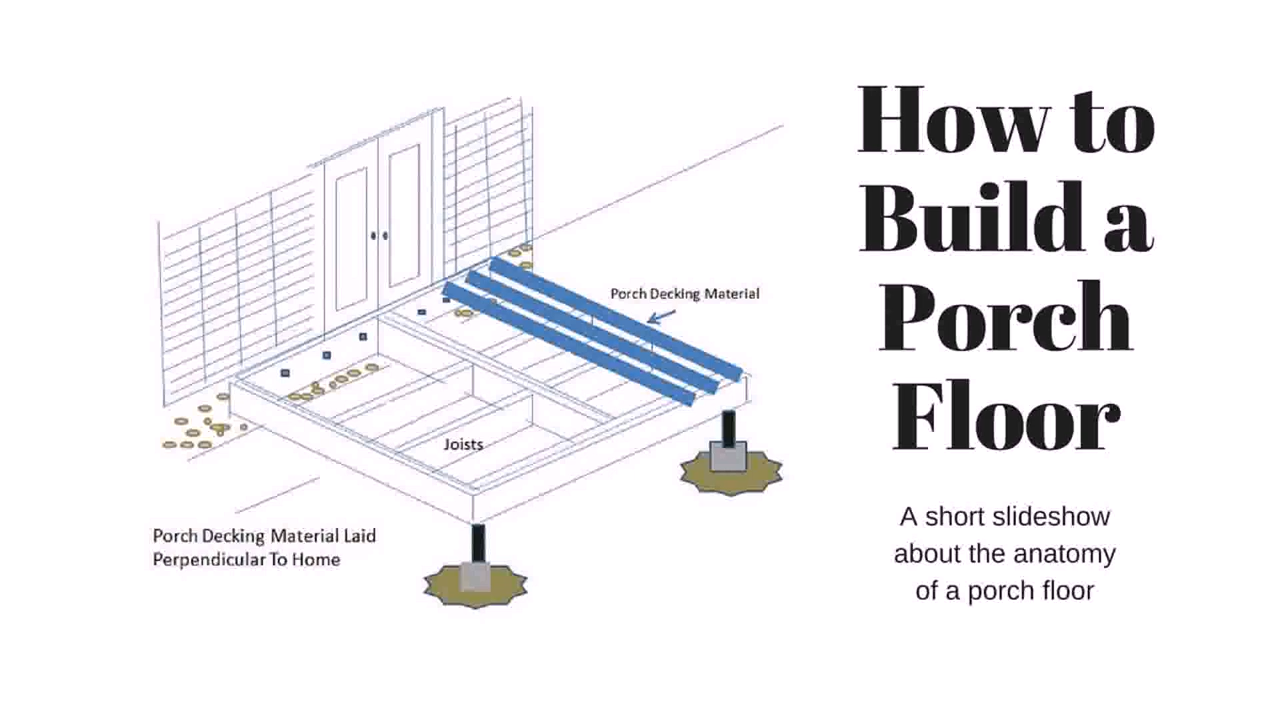 How to
Build a
Porch
Floor
A short slideshow
about the anatomy
of a porch floor
Porch Decking Material
Joists
Porch Decking Material Laid
Perpendicular To Home